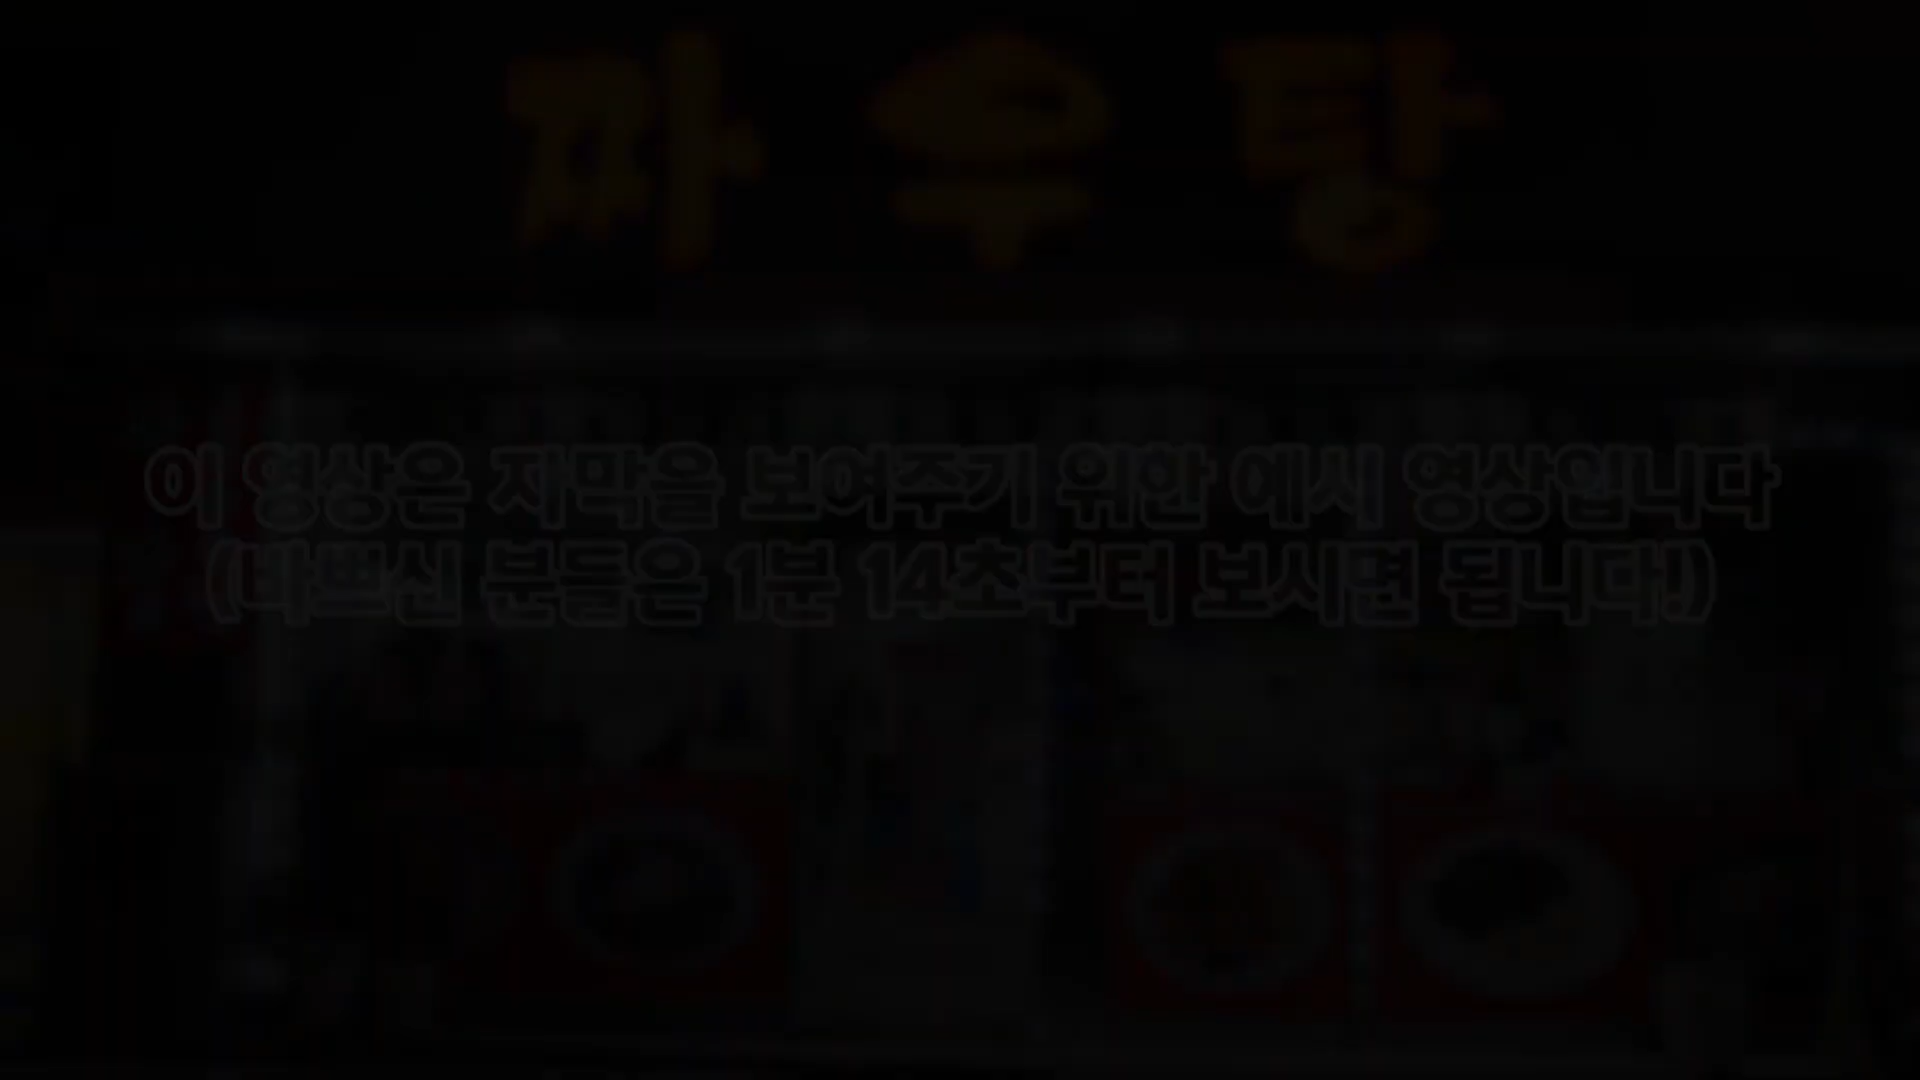 짜우탕
이 영상은 자막을 보여주기 위한 예시 영상입니다
(바쁘신 분들은 1분 14초부터 보시면 됩니다!)